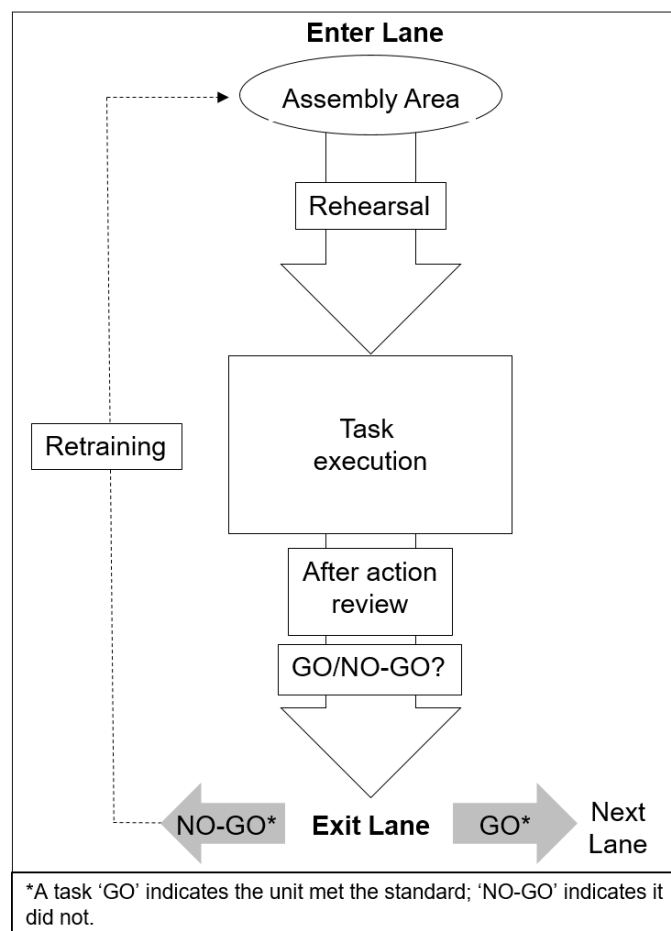 Enter Lane
Assembly Area
Rehearsal
Task
execution
Retraining
After action
review
GO/NO-GO?
NO-GO*
Exit Lane
GO*
Next
Lane
*A task ‘GO’ indicates the unit met the standard; ‘NO-GO’ indicates it
did not.